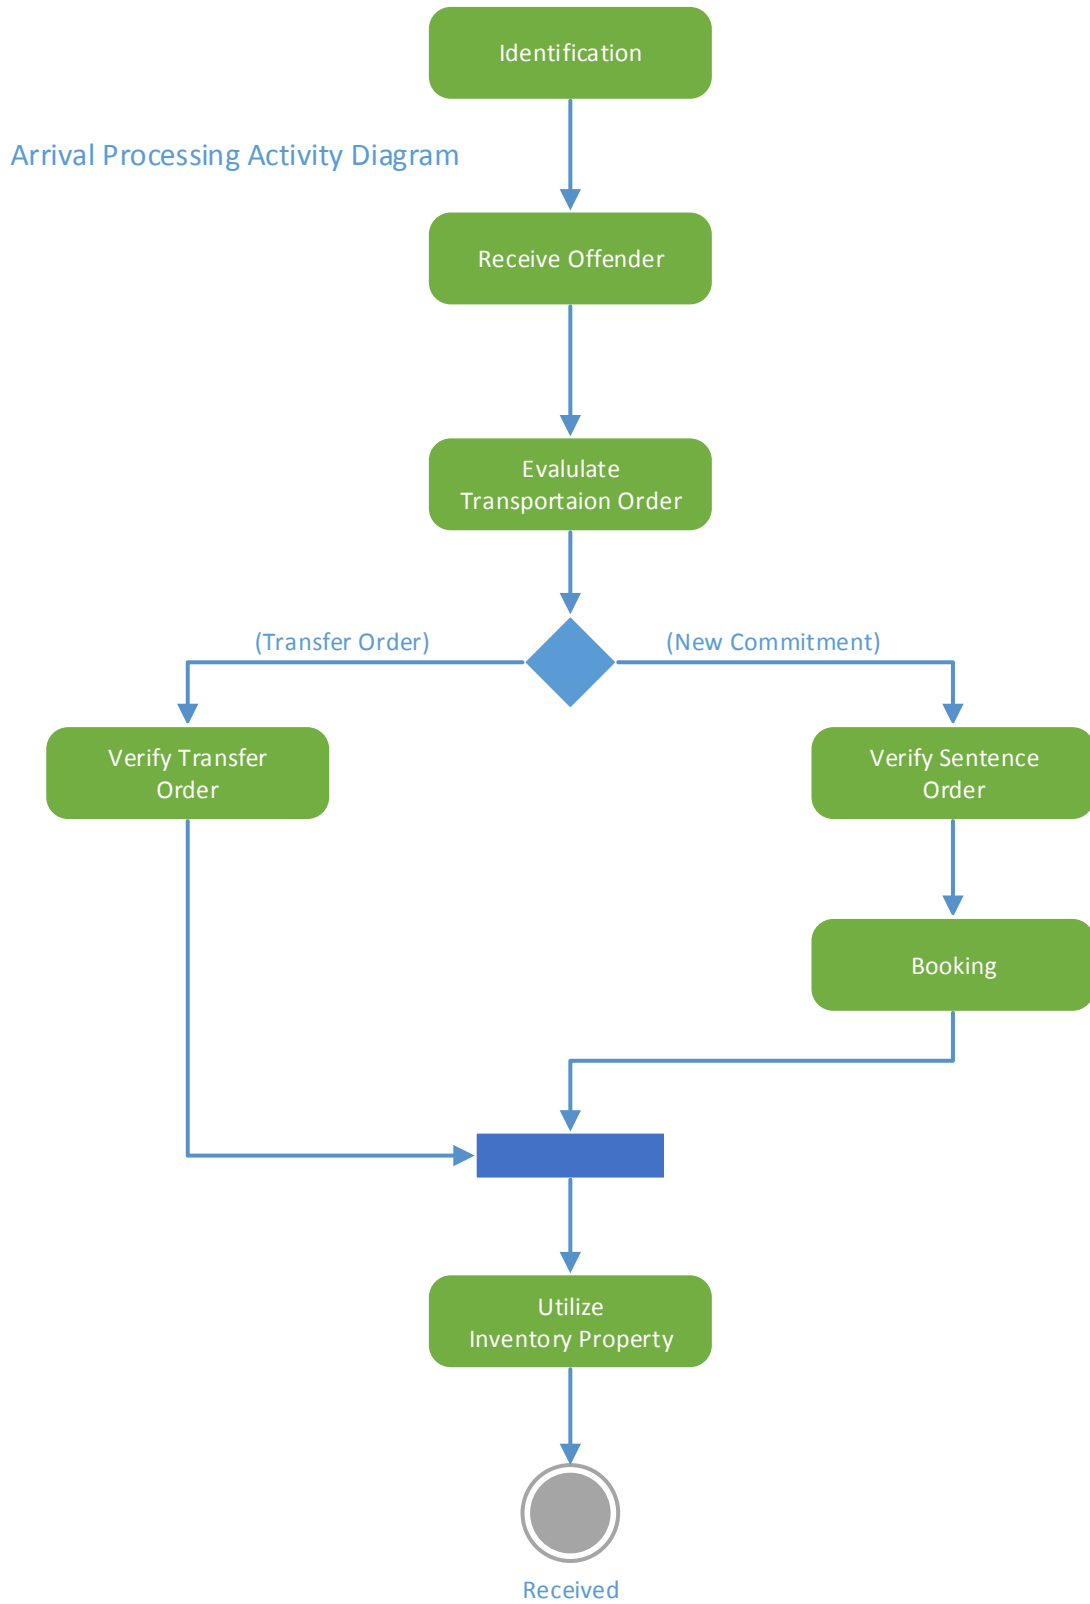 Identification
Arrival Processing Activity Diagram
Receive Offender
Evalulate
Transportaion Order
(Transfer Order)
(New Commitment)
Verify Transfer
Order
Verify Sentence
Order
Booking
Utilize
Inventory Property
Received